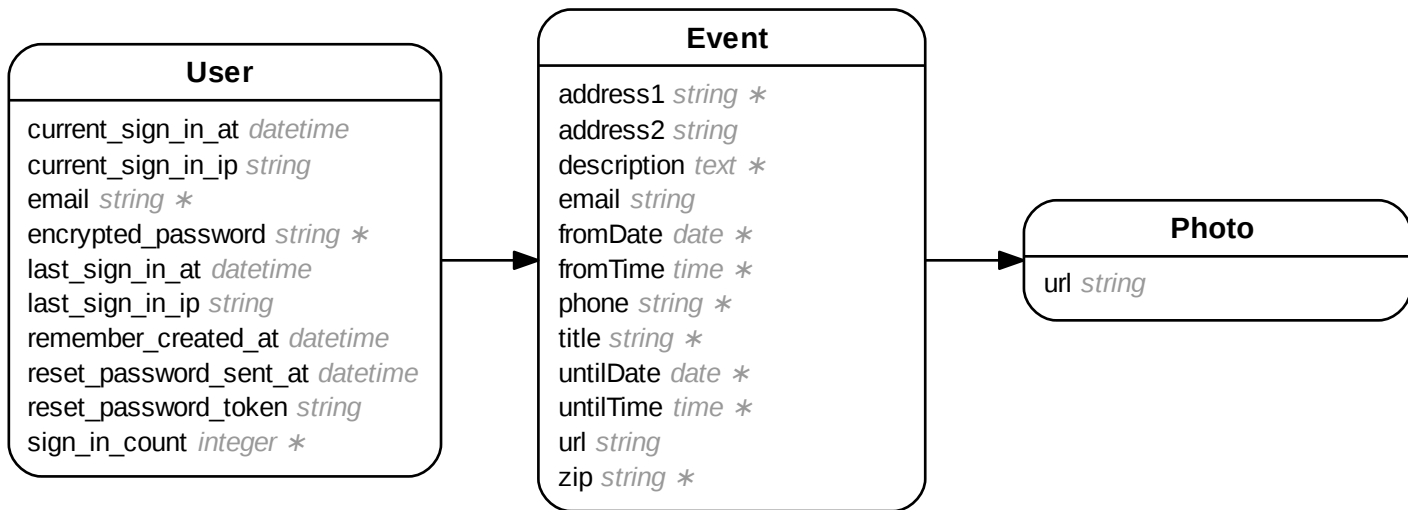 User
current_sign_in_at datetime
current_sign_in_ip string
email string ∗
encrypted_password string ∗
last_sign_in_at datetime
last_sign_in_ip string
remember_created_at datetime
reset_password_sent_at datetime
reset_password_token string
sign_in_count integer ∗
Event
address1 string ∗
address2 string
description text ∗
email string
fromDate date ∗
fromTime time ∗
phone string ∗
title string ∗
untilDate date ∗
untilTime time ∗
url string
zip string ∗
Photo
url string